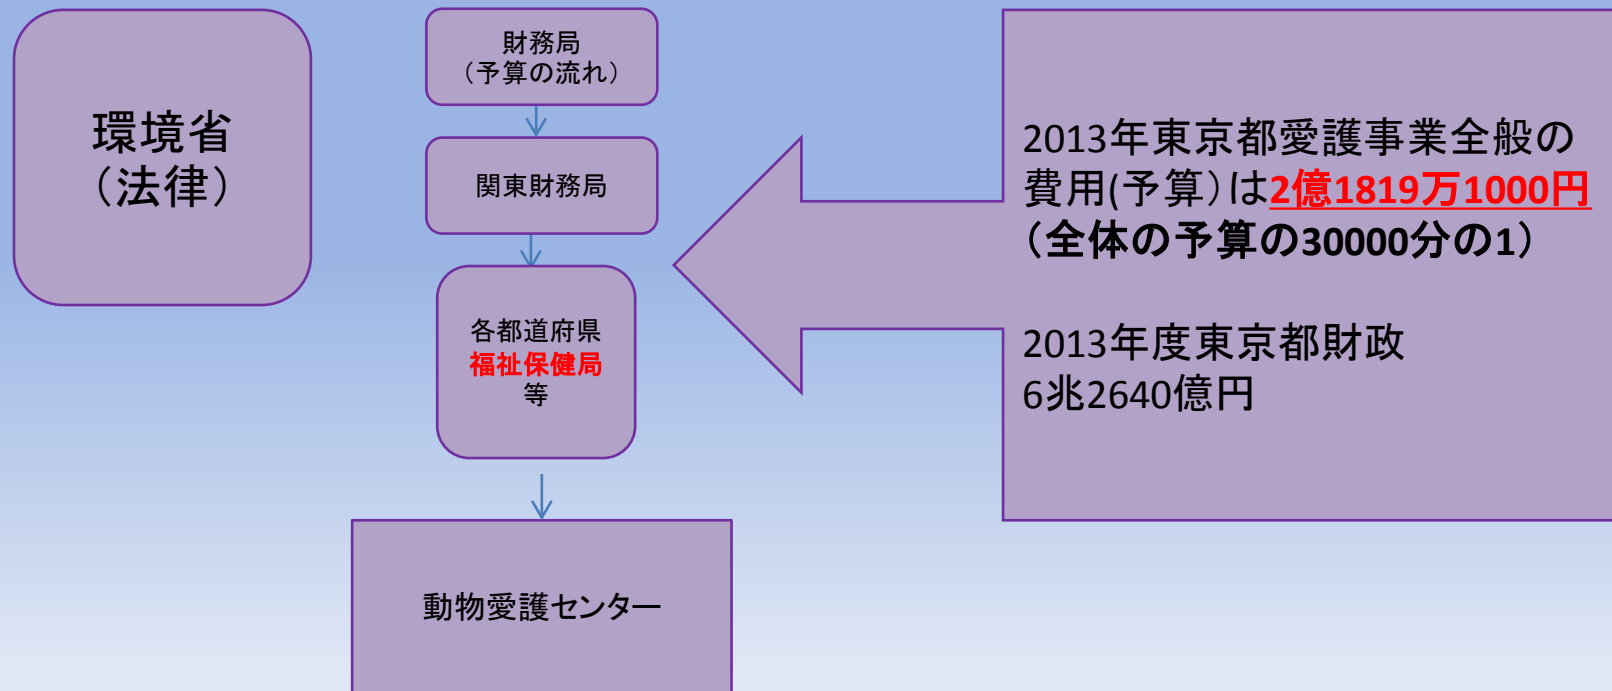 環境省
（法律）
財務局
（予算の流れ）
関東財務局
各都道府県
福祉保健局
等
動物愛護センター
2013年東京都愛護事業全般の
費用(予算）は2億1819万1000円
（全体の予算の30000分の1）
2013年度東京都財政
6兆2640億円